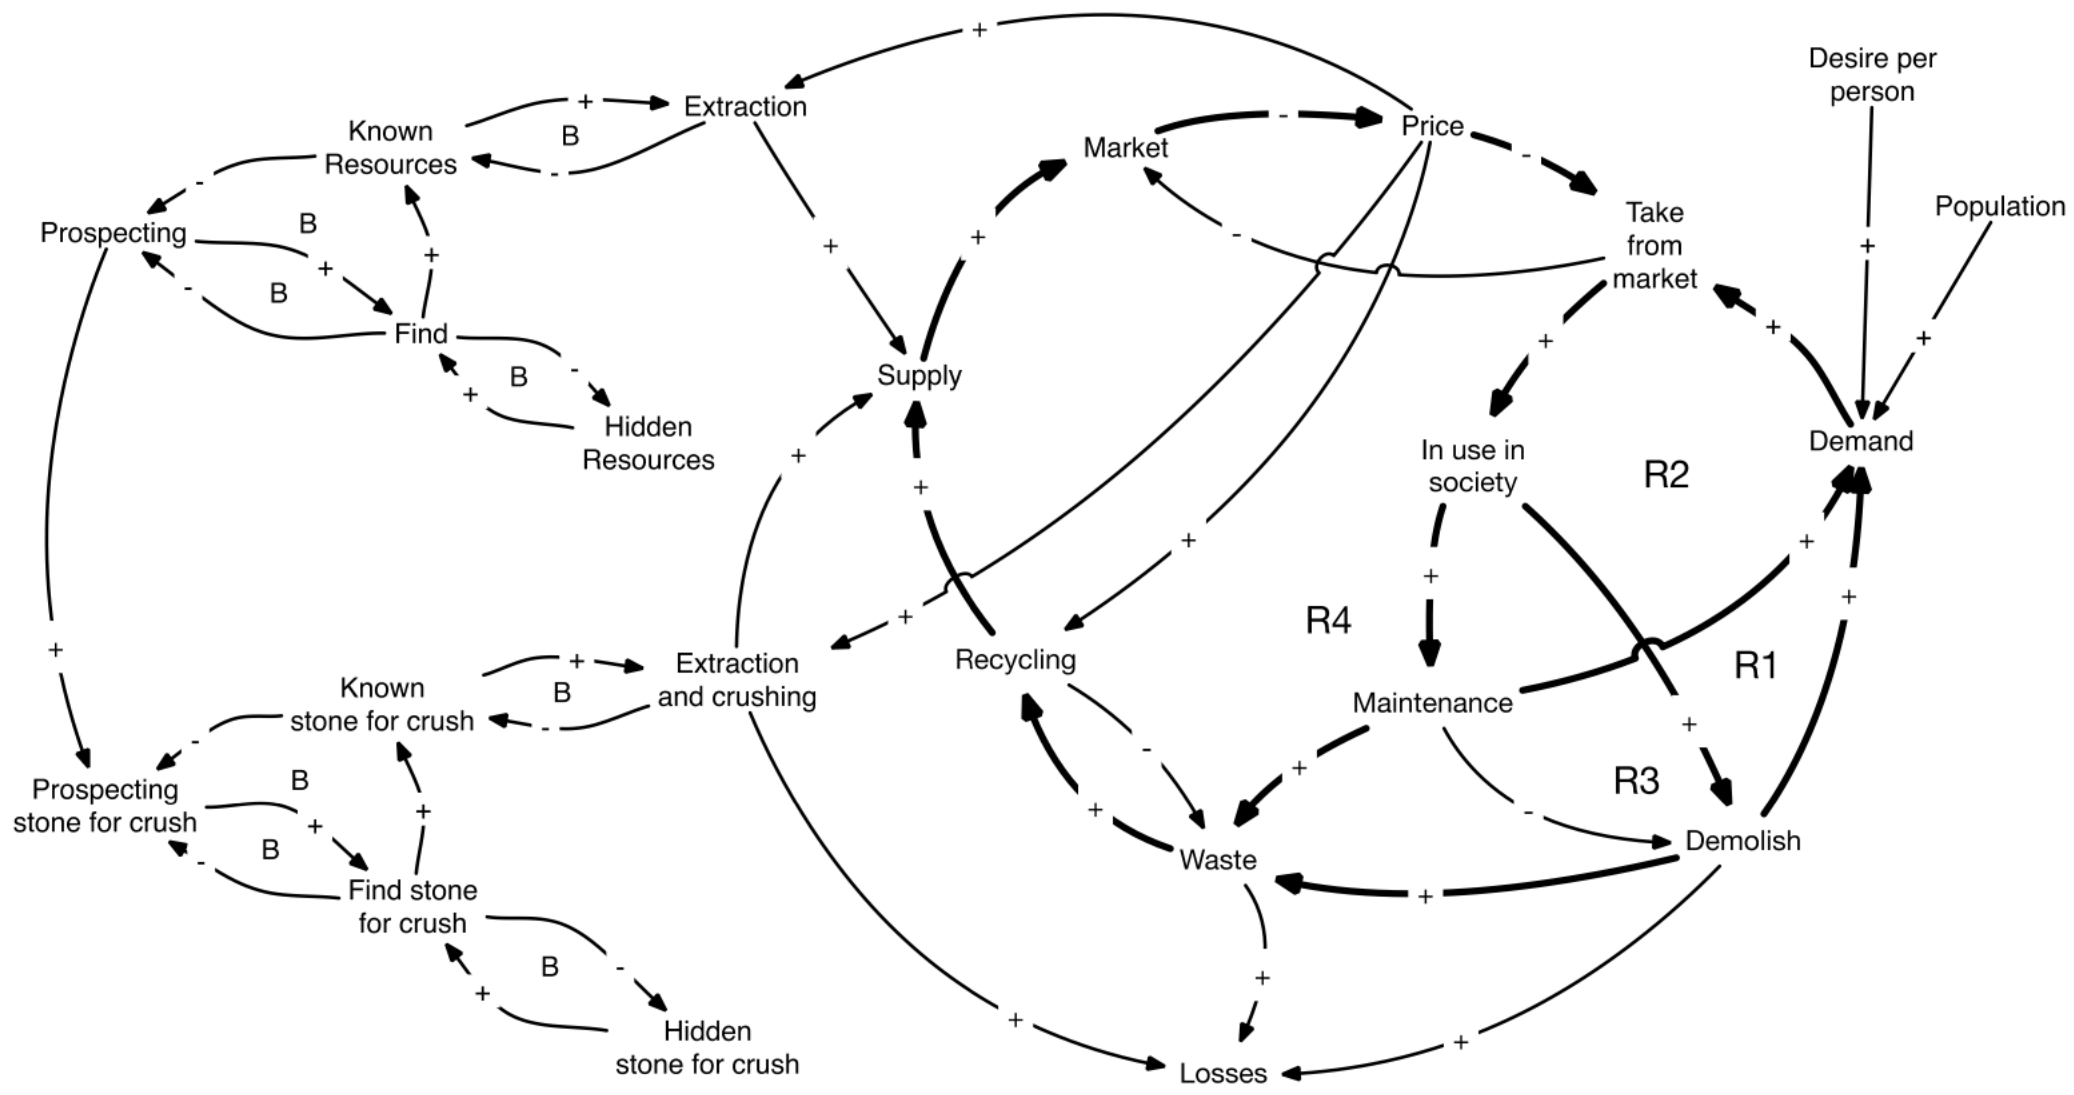 +
Desire per
person
Extraction
+
Known
Resources
B
-
Market
-
Price
-
-
Population
Take
from
market
Prospecting
B
+
+
B
-
+
+
-
+
+
+
Find
B
-
+
+
Supply
Hidden
Resources
+
Demand
In use in
society
R2
+
+
+
+
+
+
R4
+
Known
stone for crush
+
B
-
Extraction
and crushing
Recycling
R1
Maintenance
+
-
-
+
R3
Prospecting
stone for crush
B
+
+
B
-
+
-
Demolish
Waste
+
Find stone
for crush
B
-
+
+
Hidden
stone for crush
+
+
Losses